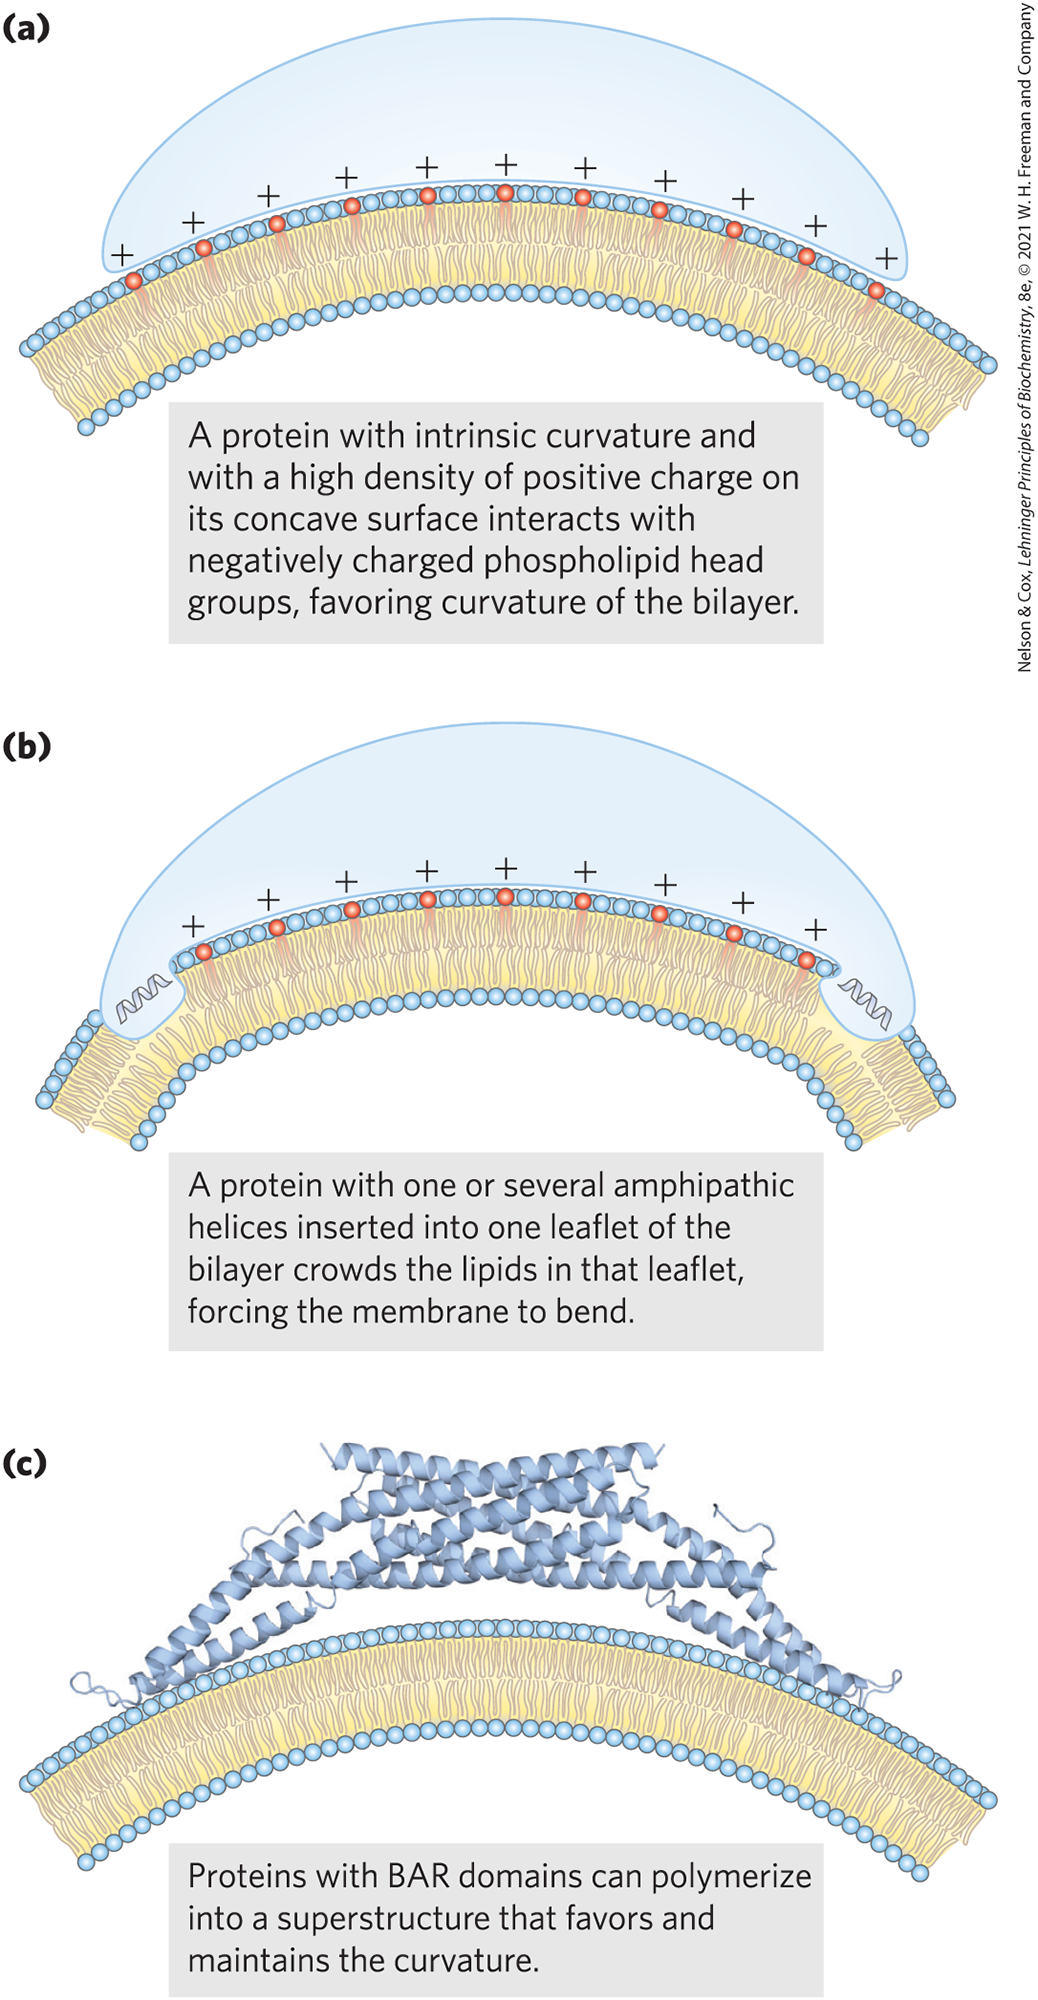 (a)
+ + + + + + + + + + +
A protein with intrinsic curvature and
with a high density of positive charge on
its concave surface interacts with
negatively charged phospholipid head
groups, favoring curvature of the bilayer.
Nelson & Cox, Lehninger Principles of Biochemistry, 8e, © 2021 W. H. Freeman and Company
(b)
+ + + + + + + + +
A protein with one or several amphipathic
helices inserted into one leaflet of the
bilayer crowds the lipids in that leaflet,
forcing the membrane to bend.
(c)
Proteins with BAR domains can polymerize
into a superstructure that favors and
maintains the curvature.